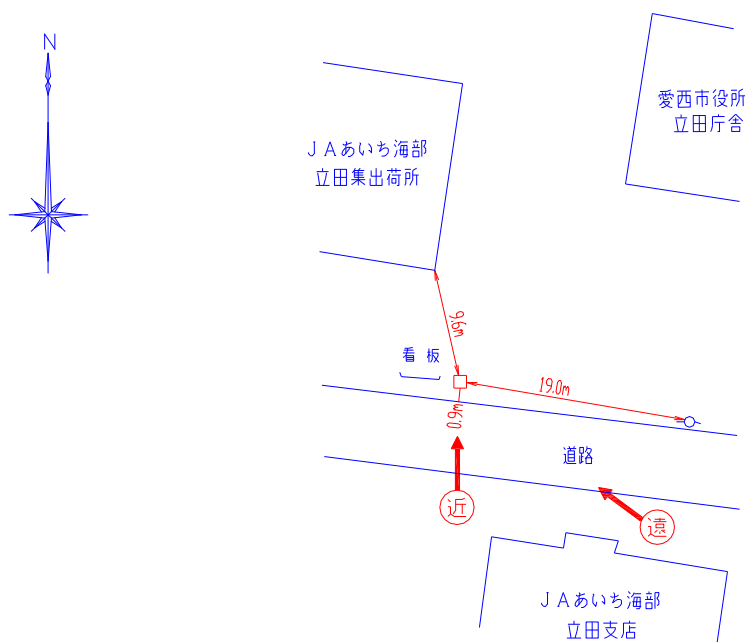 N
愛西市役所
立田庁舎
JAあいち海部
立田集出荷所
9.6m
看板
19.0m
0.9m
道路
近
遠
JAあいち海部
立田支店